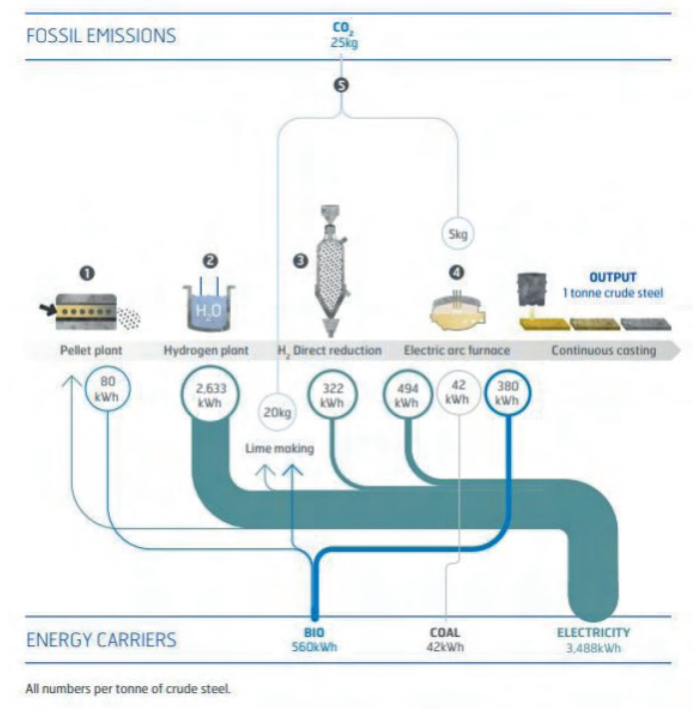 FOSSIL EMISSIONS
CO₂
25kg
5
5kg
1
2
3
4
H₂O
OUTPUT
1 tonne crude steel
Pellet plant
Hydrogen plant
H₂ Direct reduction
Electric arc furnace
Continuous casting
80
kWh
2,633
kWh
20kg
322
kWh
494
kWh
42
kWh
380
kWh
Lime making
ENERGY CARRIERS
BIO
560kWh
COAL
42kWh
ELECTRICITY
3,488kWh
All numbers per tonne of crude steel.